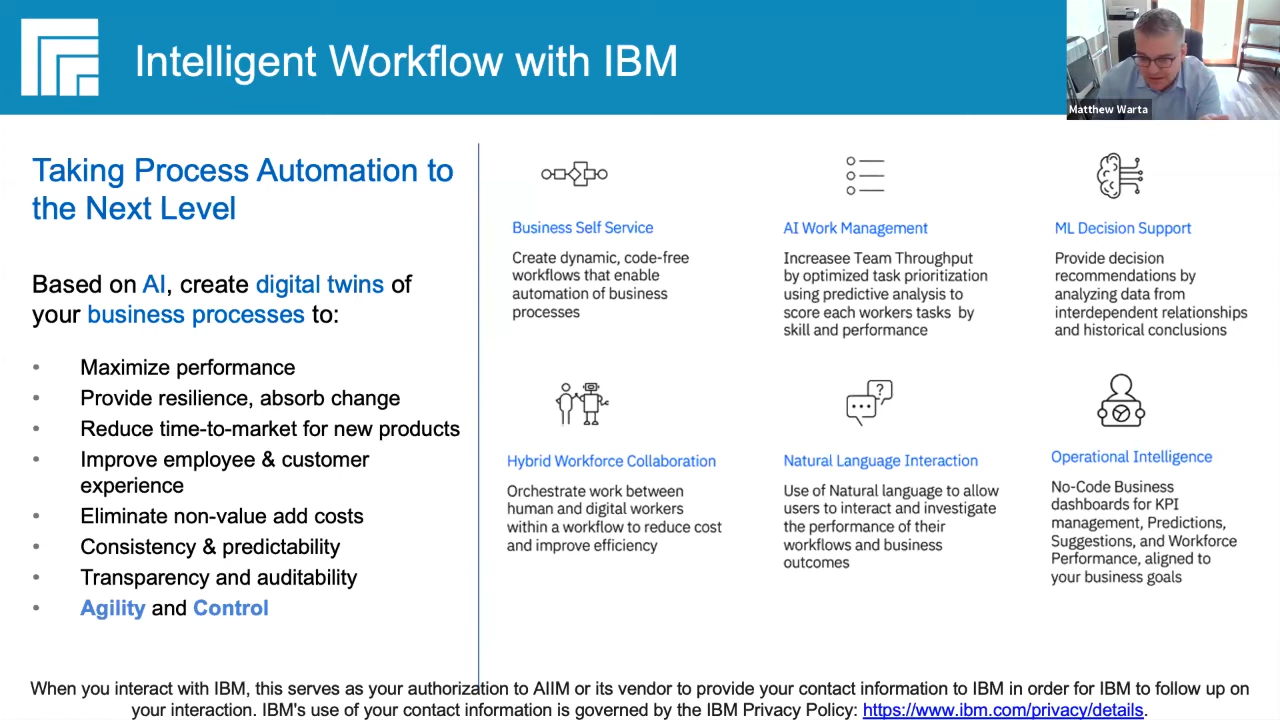 Intelligent Workflow with IBM
Matthew Warta
Taking Process Automation to
the Next Level
Based on AI, create digital twins of
your business processes to:
• Maximize performance
• Provide resilience, absorb change
• Reduce time-to-market for new products
• Improve employee & customer
experience
• Eliminate non-value add costs
• Consistency & predictability
• Transparency and auditability
• Agility and Control
Business Self Service
Create dynamic, code-free
workflows that enable
automation of business
processes
AI Work Management
Increasee Team Throughput
by optimized task prioritization
using predictive analysis to
score each workers tasks by
skill and performance
ML Decision Support
Provide decision
recommendations by
analyzing data from
interdependent relationships
and historical conclusions
Hybrid Workforce Collaboration
Orchestrate work between
human and digital workers
within a workflow to reduce cost
and improve efficiency
?
Natural Language Interaction
Use of Natural language to allow
users to interact and investigate
the performance of their
workflows and business
outcomes
Operational Intelligence
No-Code Business
dashboards for KPI
management, Predictions,
Suggestions, and Workforce
Performance, aligned to
your business goals
When you interact with IBM, this serves as your authorization to AIIM or its vendor to provide your contact information to IBM in order for IBM to follow up on
your interaction. IBM's use of your contact information is governed by the IBM Privacy Policy: https://www.ibm.com/privacy/details.